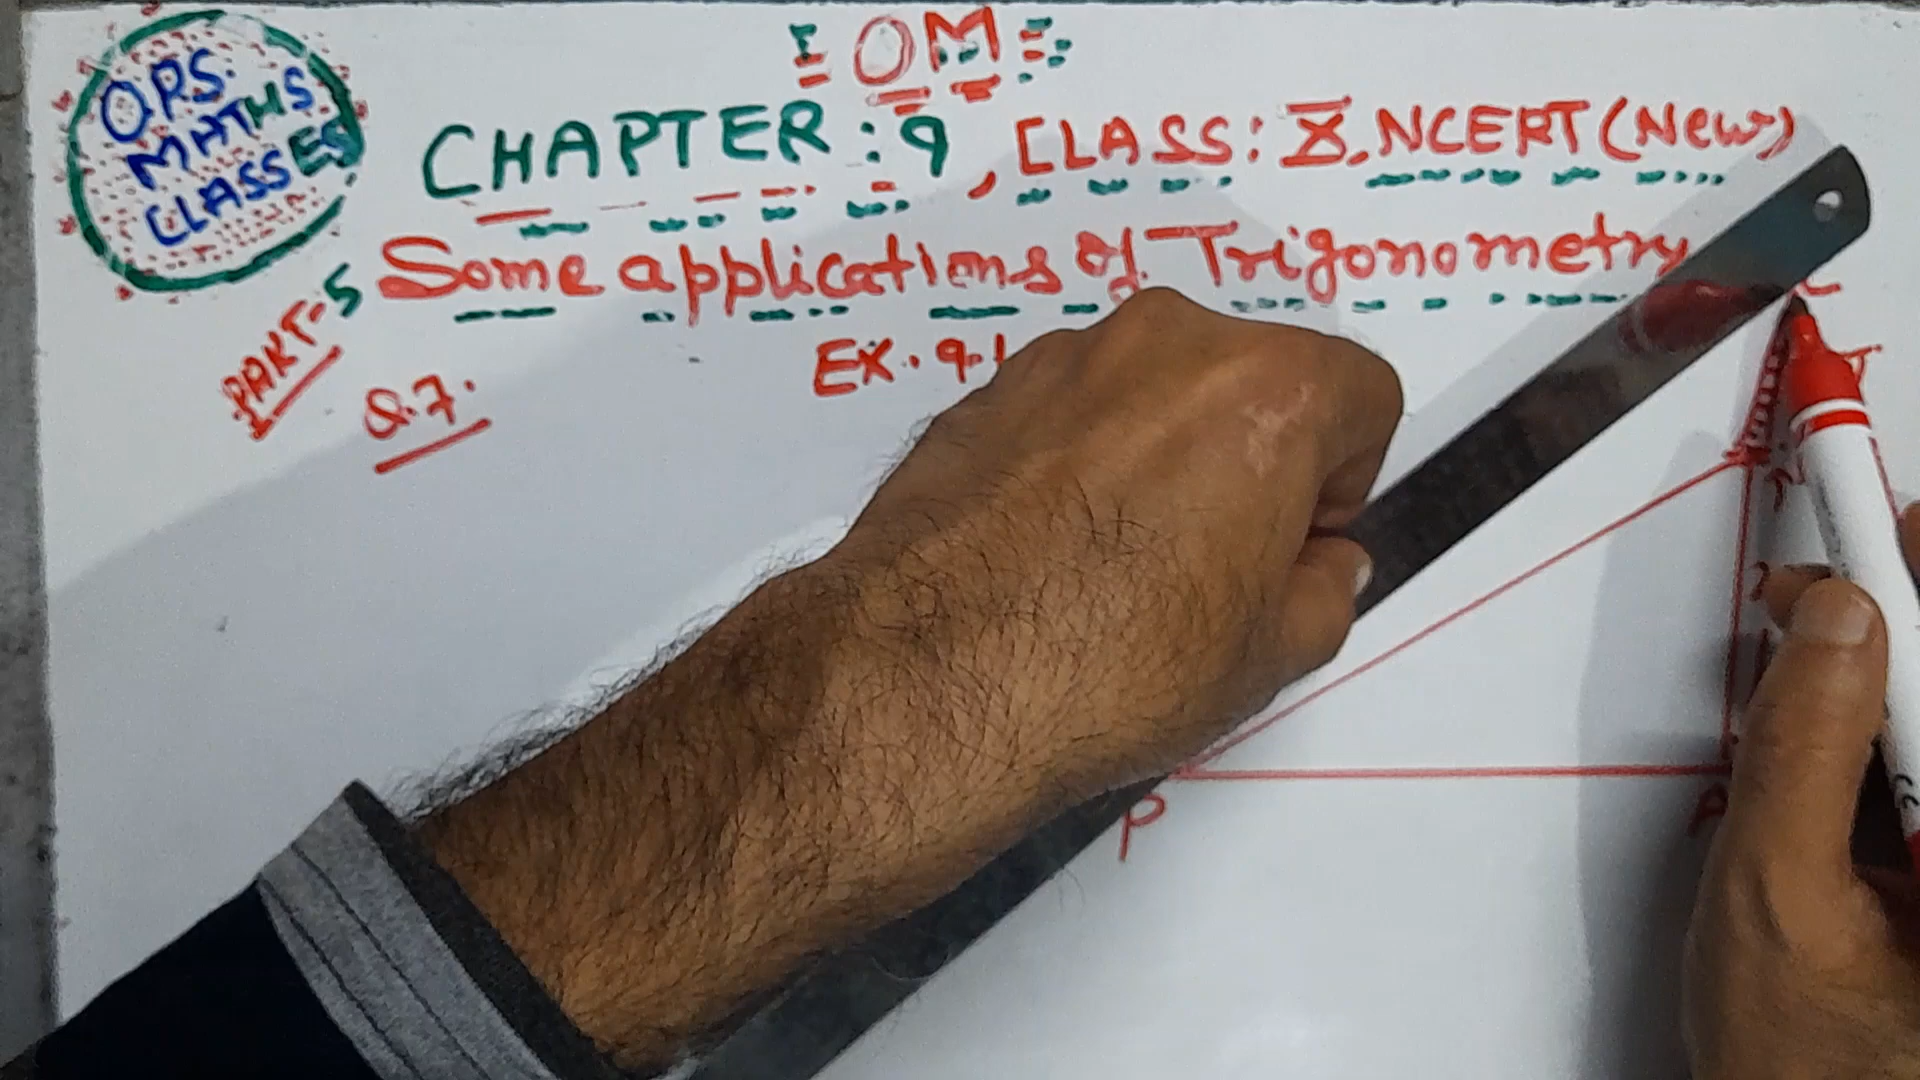 OM
OPS
MATHS
CLASSES
CHAPTER : 9, CLASS: X, NCERT (New)
Some applications of Trigonometry
PART-5
Ex. 9.1
Q.7.
P